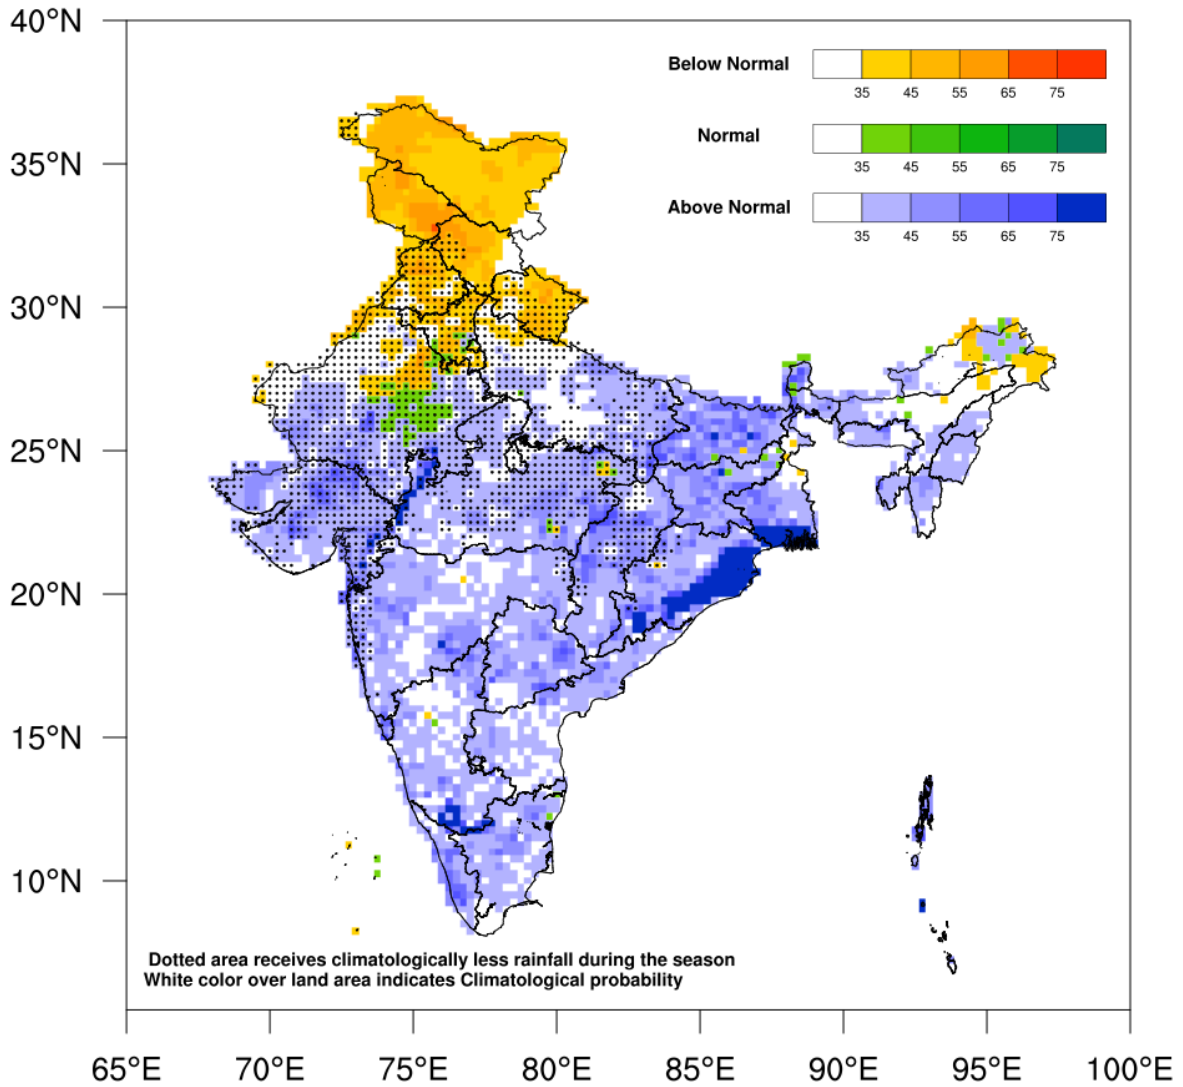 40°N
35°N
30°N
25°N
20°N
15°N
10°N
Below Normal
35 45 55 65 75
Normal
35 45 55 65 75
Above Normal
35 45 55 65 75
Dotted area receives climatologically less rainfall during the season
White color over land area indicates Climatological probability
65°E 70°E 75°E 80°E 85°E 90°E 95°E 100°E